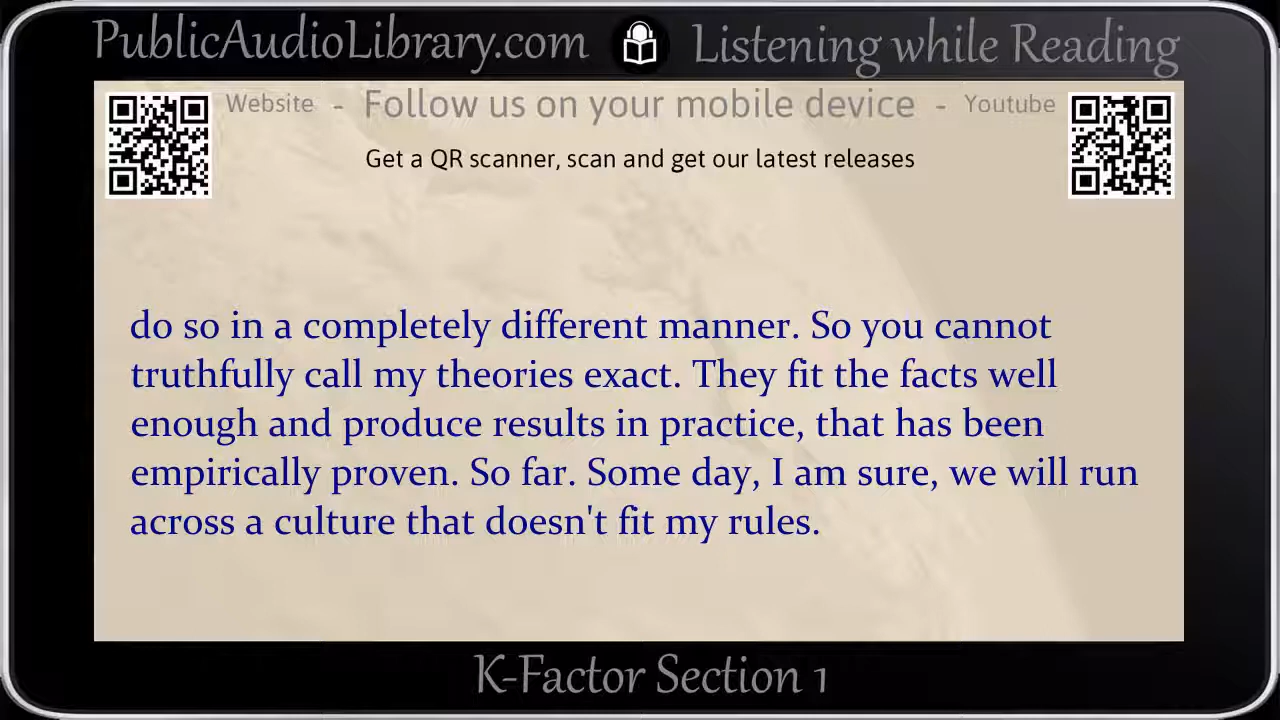 PublicAudioLibrary.com Listening while Reading
Website - Follow us on your mobile device - Youtube
Get a QR scanner, scan and get our latest releases
do so in a completely different manner. So you cannot
truthfully call my theories exact. They fit the facts well
enough and produce results in practice, that has been
empirically proven. So far. Some day, I am sure, we will run
across a culture that doesn't fit my rules.
K-Factor Section 1